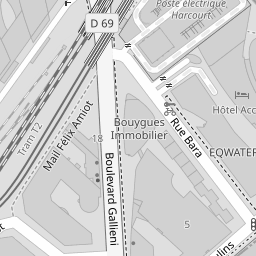 Poste électrique
Harcourt
D 69
Tram T2
Mail Félix Amiot
Hôtel Acc
18
Bouygues
Immobilier
Rue Bara
EQWATER
Boulevard Gallieni
5